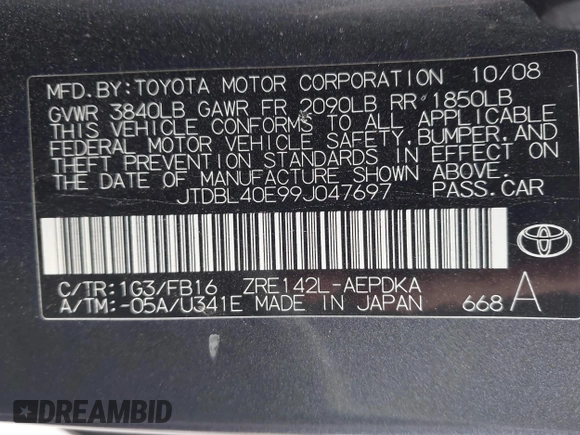 MFD.BY:TOYOTA MOTOR CORPORATION 10/08
GVWR 3840LB GAWR FR 2090LB RR 1850LB
THIS VEHICLE CONFORMS TO ALL APPLICABLE
FEDERAL MOTOR VEHICLE SAFETY, BUMPER, AND
THEFT PREVENTION STANDARDS IN EFFECT ON
THE DATE OF MANUFACTURE SHOWN ABOVE.
JTDBL40E99J047697 PASS.CAR
C/TR:1G3/FB16 ZRE142L-AEPDKA
A/TM:-05A/U341E MADE IN JAPAN 668 A
DREAMBID